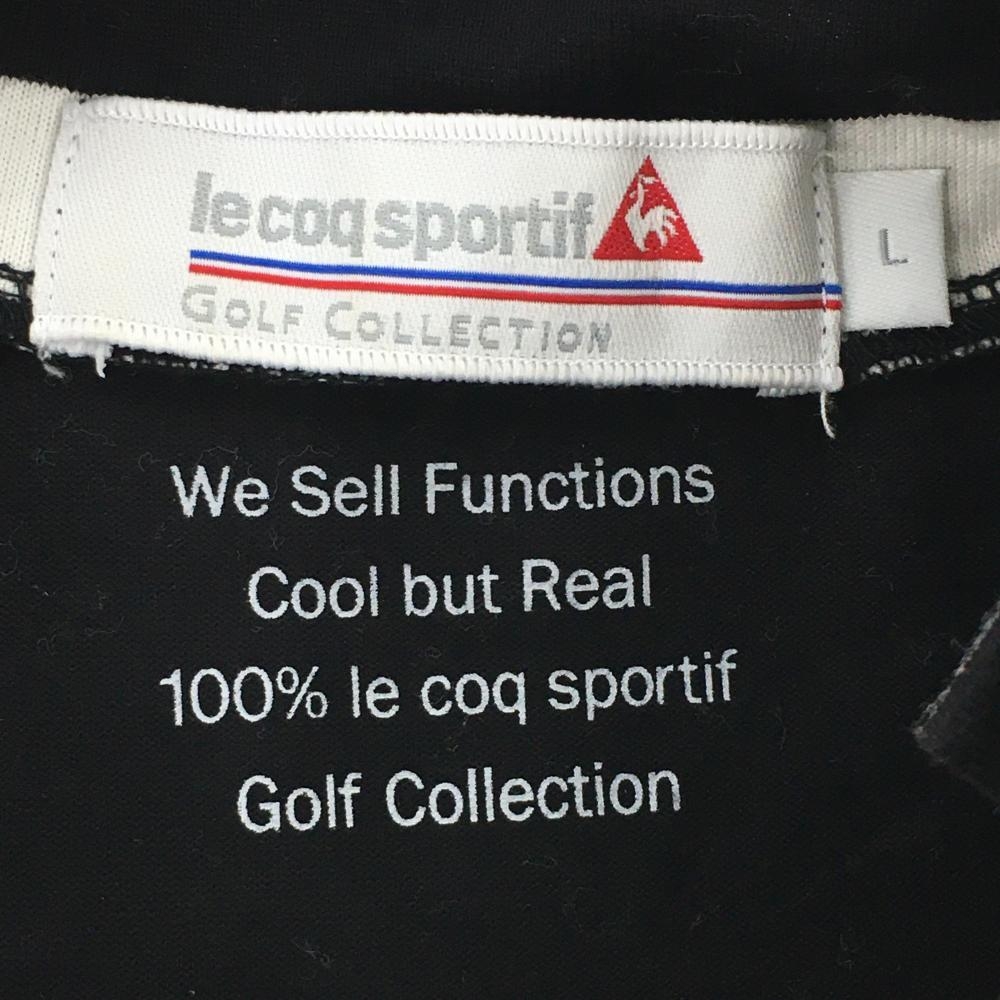 le coq sportif
GOLF COLLECTION
L
We Sell Functions
Cool but Real
100% le coq sportif
Golf Collection